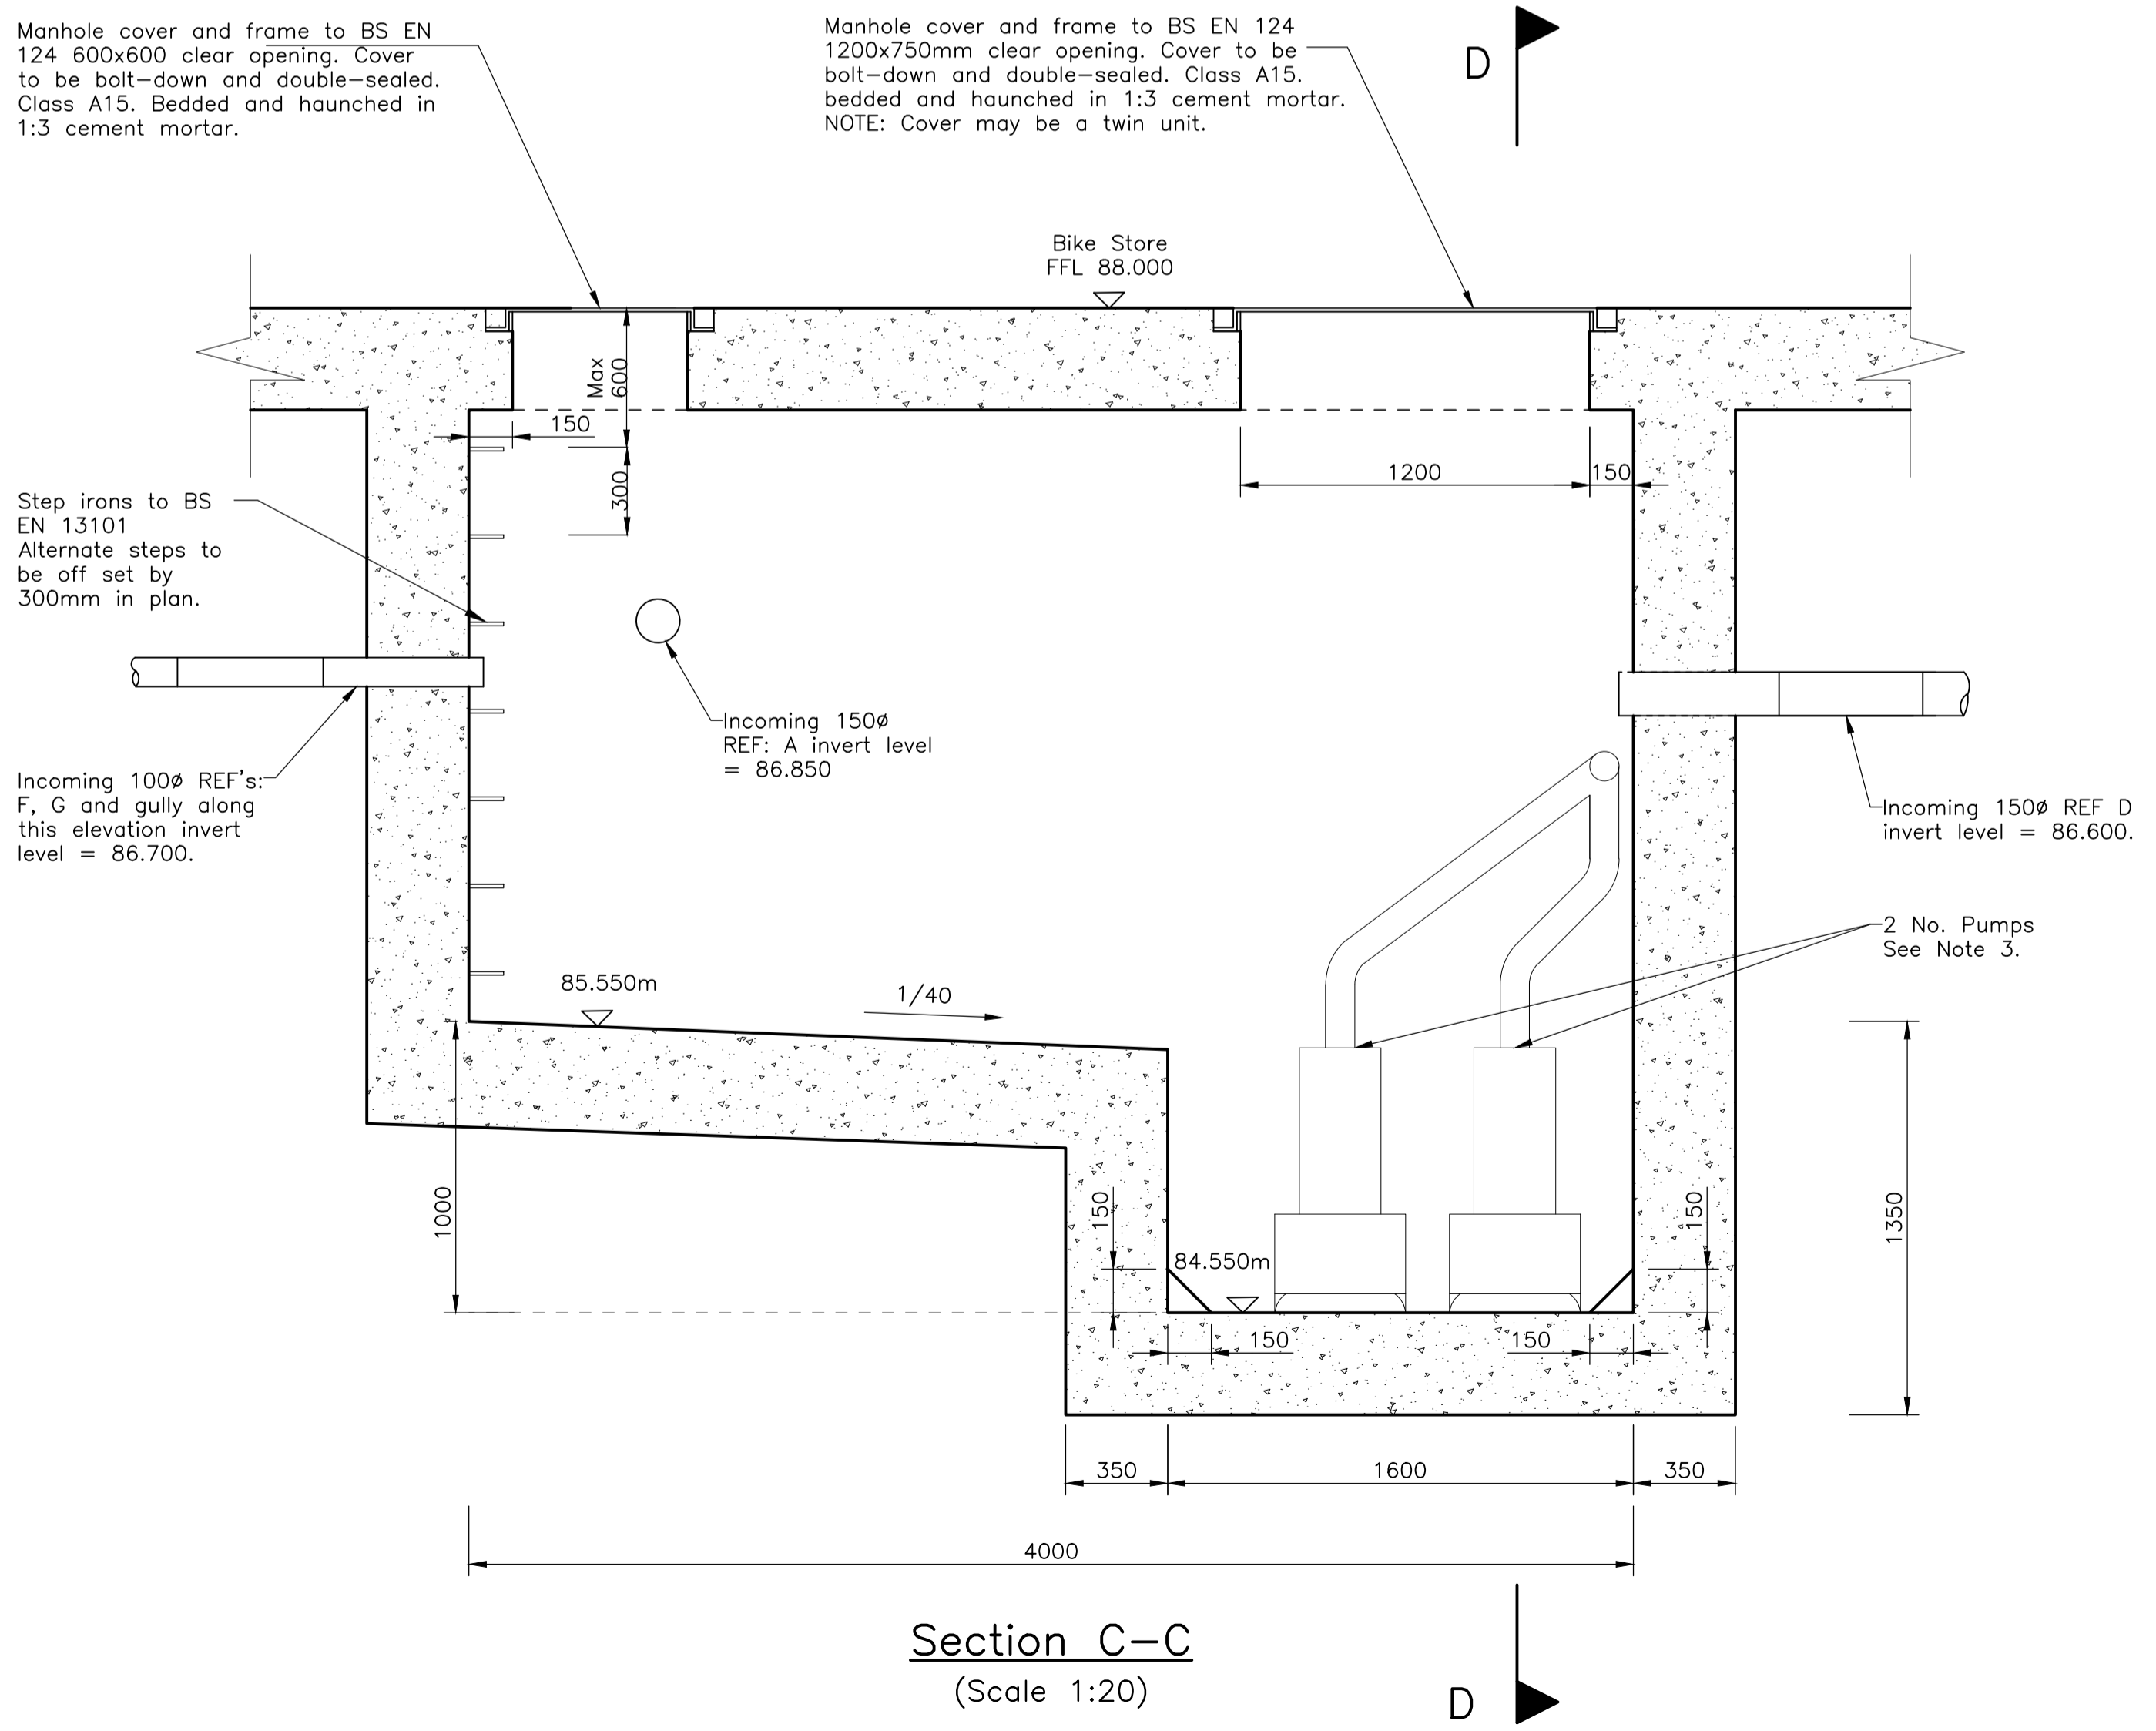 Manhole cover and frame to BS EN
124 600x600 clear opening. Cover
to be bolt-down and double-sealed.
Class A15. Bedded and haunched in
1:3 cement mortar.
Manhole cover and frame to BS EN 124
1200x750mm clear opening. Cover to be
bolt-down and double-sealed. Class A15.
bedded and haunched in 1:3 cement mortar.
NOTE: Cover may be a twin unit.
D
Bike Store
FFL 88.000
Max
600
150
300
1200
150
Step irons to BS
EN 13101
Alternate steps to
be off set by
300mm in plan.
Incoming 150ø
REF: A invert level
= 86.850
Incoming 100ø REF's:
F, G and gully along
this elevation invert
level = 86.700.
Incoming 150ø REF D
invert level = 86.600.
2 No. Pumps
See Note 3.
85.550m
1/40
1000
150
84.550m
150
1350
150
150
350
1600
350
4000
Section C-C
(Scale 1:20)
D